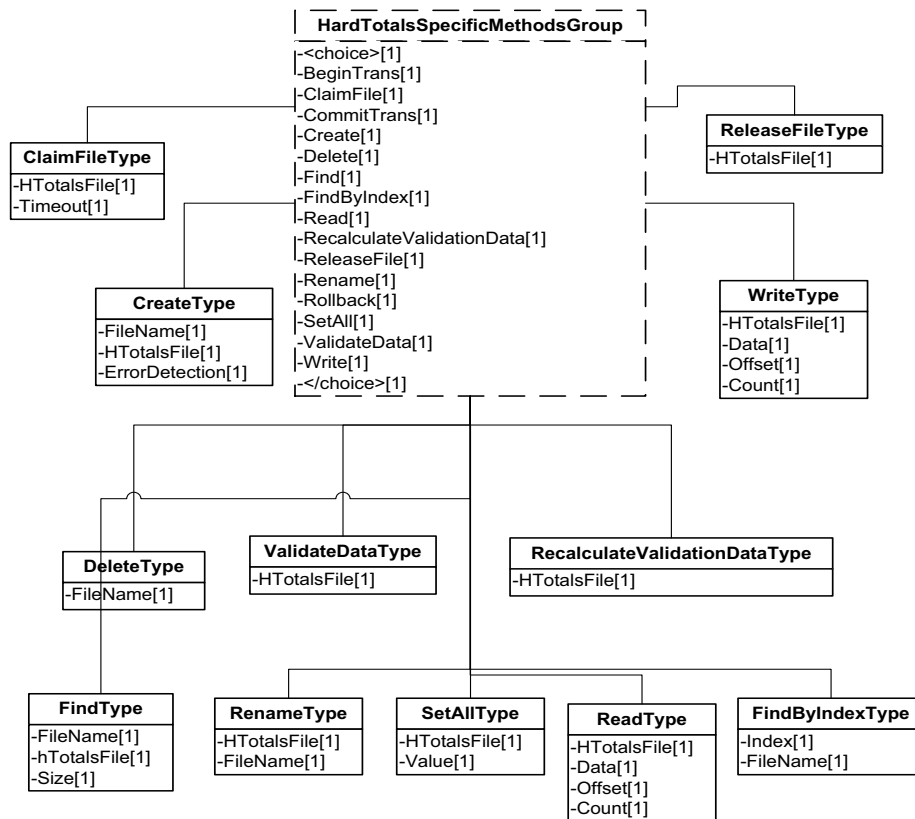 HardTotalsSpecificMethodsGroup
-<choice>[1]
-BeginTrans[1]
-ClaimFile[1]
-CommitTrans[1]
-Create[1]
-Delete[1]
-Find[1]
-FindByIndex[1]
-Read[1]
-RecalculateValidationData[1]
-ReleaseFile[1]
-Rename[1]
-Rollback[1]
-SetAll[1]
-ValidateData[1]
-Write[1]
-</choice>[1]
ClaimFileType
-HTotalsFile[1]
-Timeout[1]
ReleaseFileType
-HTotalsFile[1]
CreateType
-FileName[1]
-HTotalsFile[1]
-ErrorDetection[1]
WriteType
-HTotalsFile[1]
-Data[1]
-Offset[1]
-Count[1]
DeleteType
-FileName[1]
ValidateDataType
-HTotalsFile[1]
RecalculateValidationDataType
-HTotalsFile[1]
FindType
-FileName[1]
-hTotalsFile[1]
-Size[1]
RenameType
-HTotalsFile[1]
-FileName[1]
SetAllType
-HTotalsFile[1]
-Value[1]
ReadType
-HTotalsFile[1]
-Data[1]
-Offset[1]
-Count[1]
FindByIndexType
-Index[1]
-FileName[1]